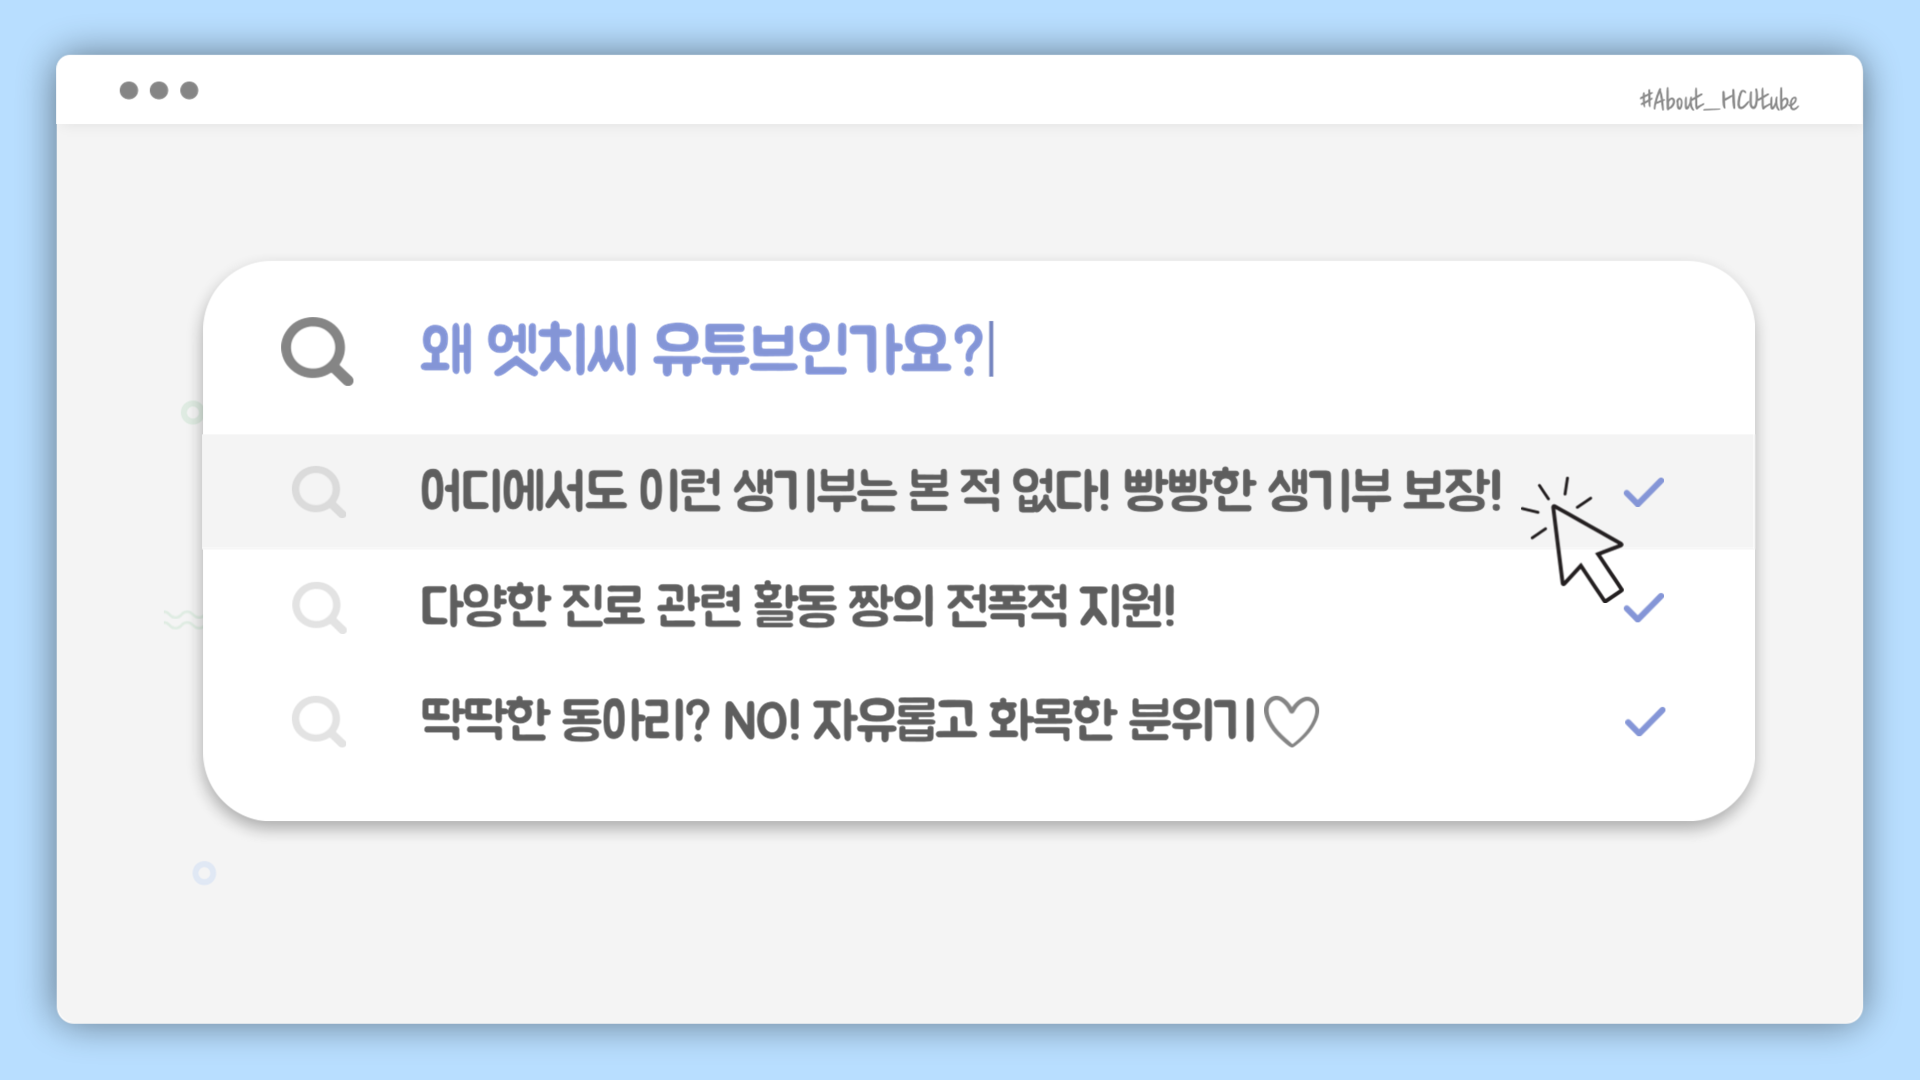 #About_HCUtube
왜 엣치씨 유튜브인가요?
어디에서도 이런 생기부는 본 적 없다! 빵빵한 생기부 보장!
다양한 진로 관련 활동 짱의 전폭적 지원!
딱딱한 동아리? NO! 자유롭고 화목한 분위기♡